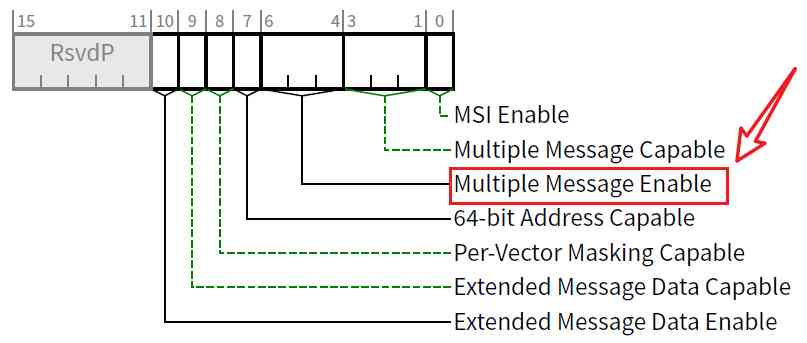 15 11 10 9 8 7 6 4 3 1 0
RsvdP
MSI Enable
Multiple Message Capable
Multiple Message Enable
64-bit Address Capable
Per-Vector Masking Capable
Extended Message Data Capable
Extended Message Data Enable